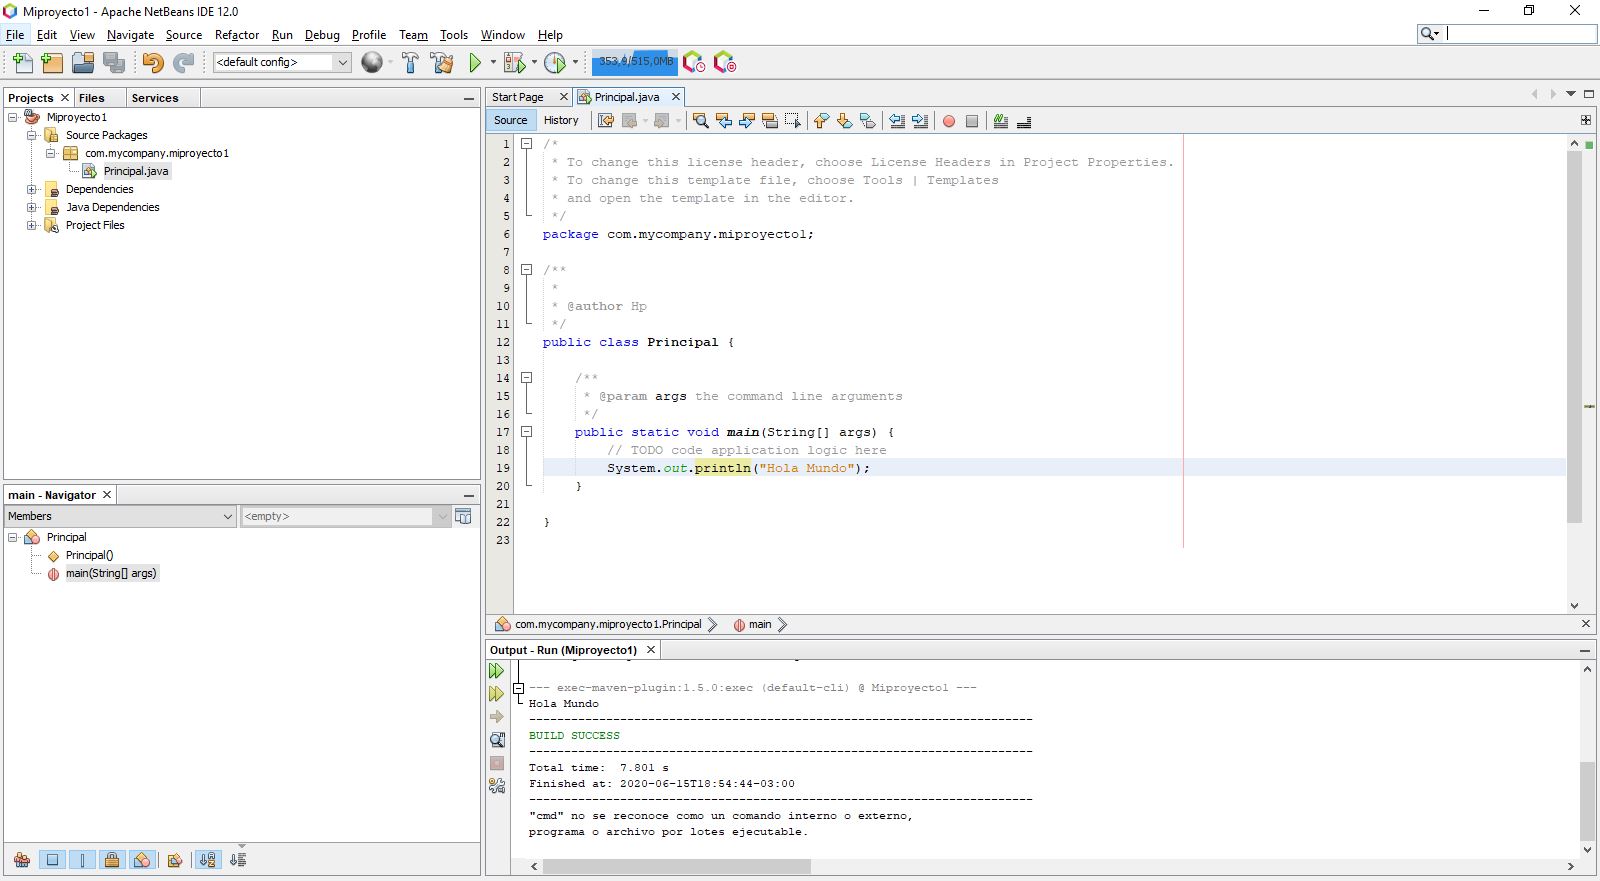 Miproyecto1 - Apache NetBeans IDE 12.0
File Edit View Navigate Source Refactor Run Debug Profile Team Tools Window Help
<default config>
353,9/515,0MB
Projects Files Services
Miproyecto1
Source Packages
com.mycompany.miproyecto1
Principal.java
Dependencies
Java Dependencies
Project Files
main - Navigator
Members <empty>
Principal
Principal()
main(String[] args)
Start Page Principal.java
Source History
1 /*
2 * To change this license header, choose License Headers in Project Properties.
3 * To change this template file, choose Tools | Templates
4 * and open the template in the editor.
5 */
6 package com.mycompany.miproyecto1;
7
8 /**
9 *
10 * @author Hp
11 */
12 public class Principal {
13
14 /**
15 * @param args the command line arguments
16 */
17 public static void main(String[] args) {
18 // TODO code application logic here
19 System.out.println("Hola Mundo");
20 }
21
22 }
23
com.mycompany.miproyecto1.Principal main
Output - Run (Miproyecto1)
--- exec-maven-plugin:1.5.0:exec (default-cli) @ Miproyecto1 ---
Hola Mundo
------------------------------------------------------------------------
BUILD SUCCESS
------------------------------------------------------------------------
Total time: 7.801 s
Finished at: 2020-06-15T18:54:44-03:00
------------------------------------------------------------------------
"cmd" no se reconoce como un comando interno o externo,
programa o archivo por lotes ejecutable.